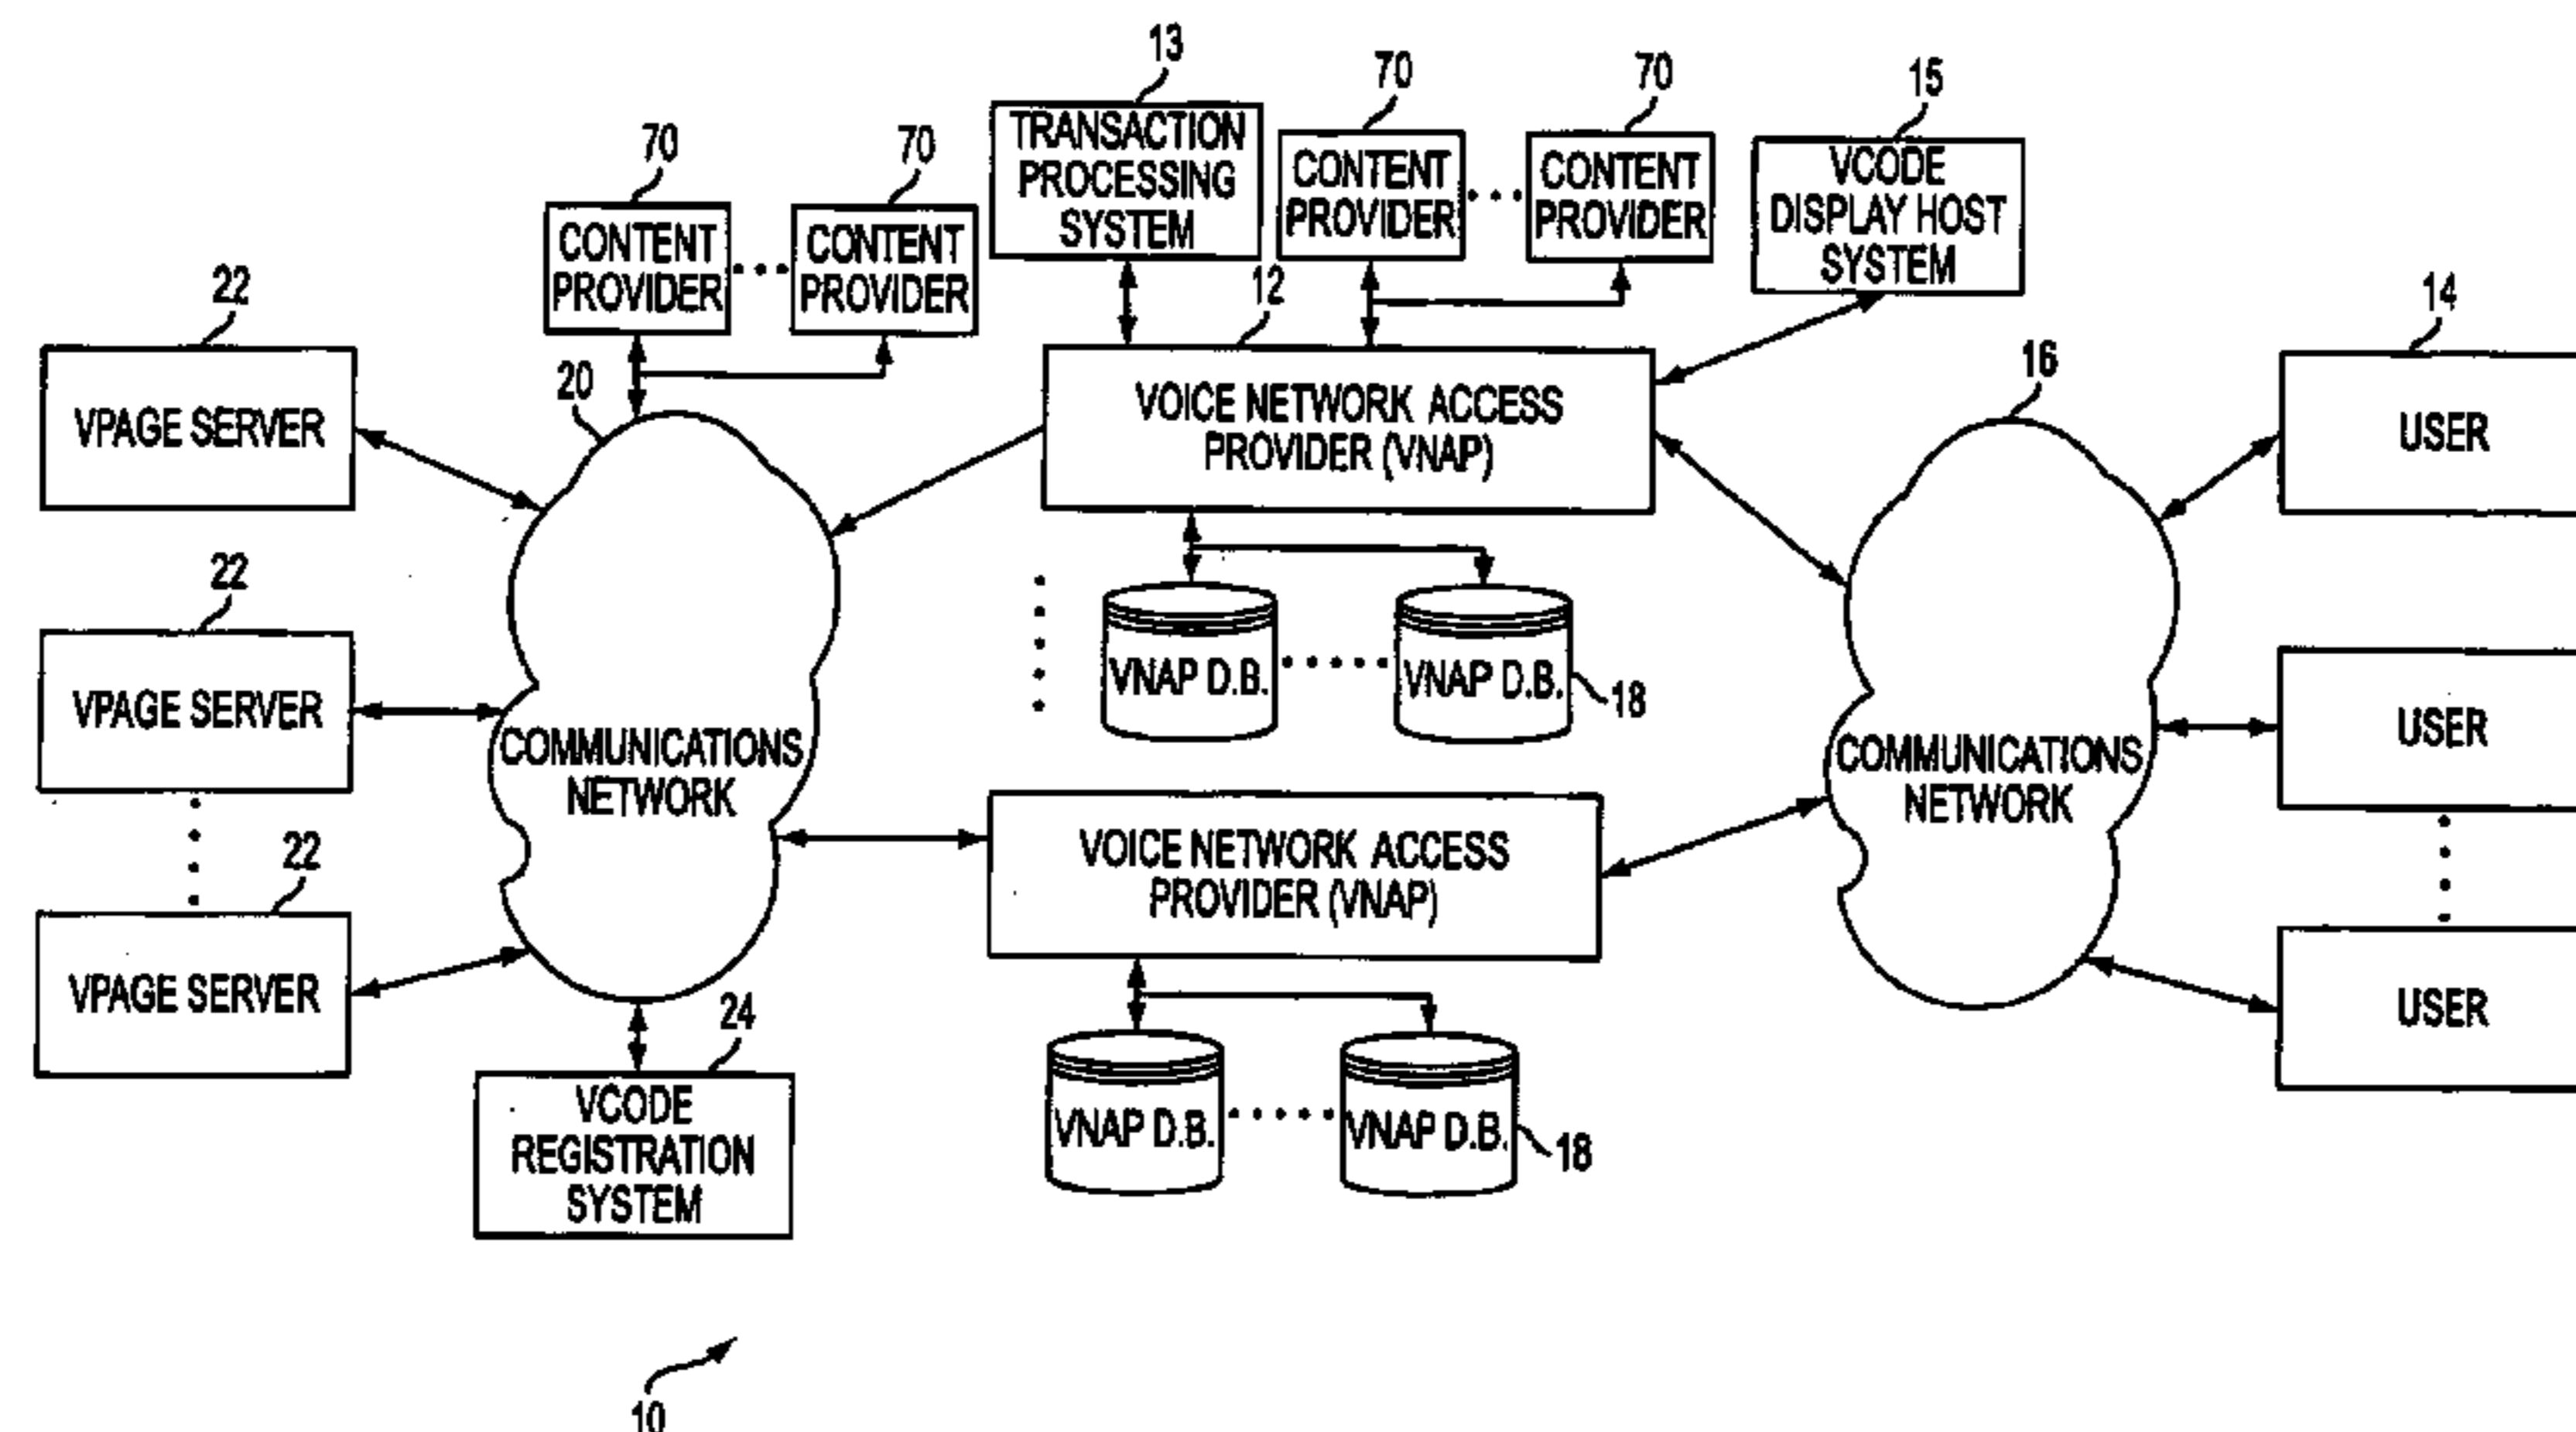 13
70
70
15
70
70
TRANSACTION
PROCESSING
SYSTEM
CONTENT
PROVIDER
CONTENT
PROVIDER
VCODE
DISPLAY HOST
SYSTEM
CONTENT
PROVIDER
CONTENT
PROVIDER
22
20
12
16
14
VPAGE SERVER
VOICE NETWORK ACCESS
PROVIDER (VNAP)
USER
22
VPAGE SERVER
COMMUNICATIONS
NETWORK
VNAP D.B.
VNAP D.B.
18
COMMUNICATIONS
NETWORK
USER
22
VPAGE SERVER
VOICE NETWORK ACCESS
PROVIDER (VNAP)
USER
24
VCODE
REGISTRATION
SYSTEM
VNAP D.B.
VNAP D.B.
18
10